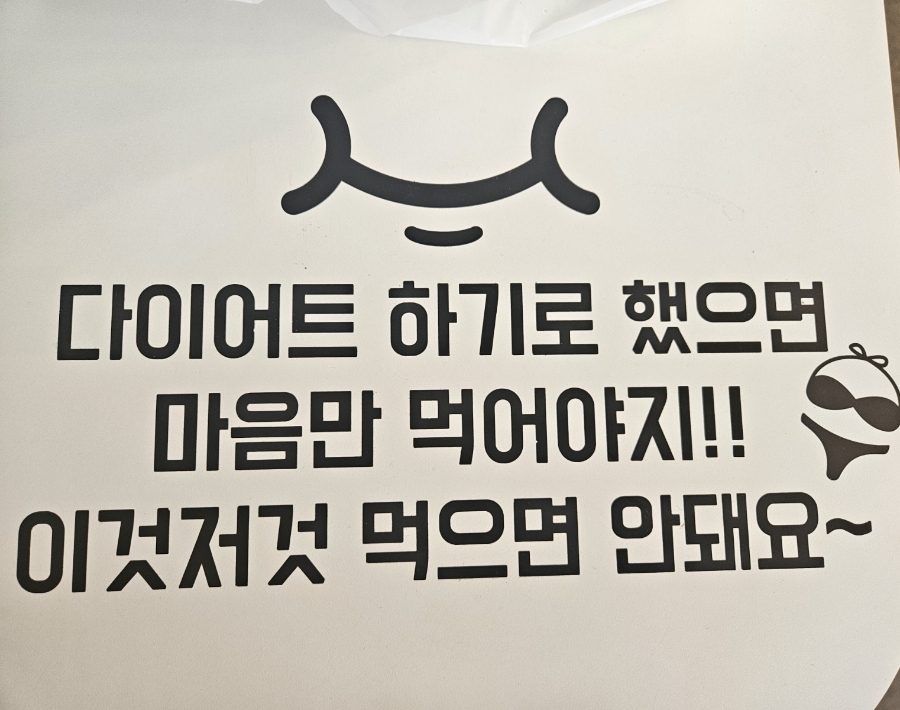 다이어트 하기로 했으면
마음만 먹어야지!!
이것저것 먹으면 안돼요~